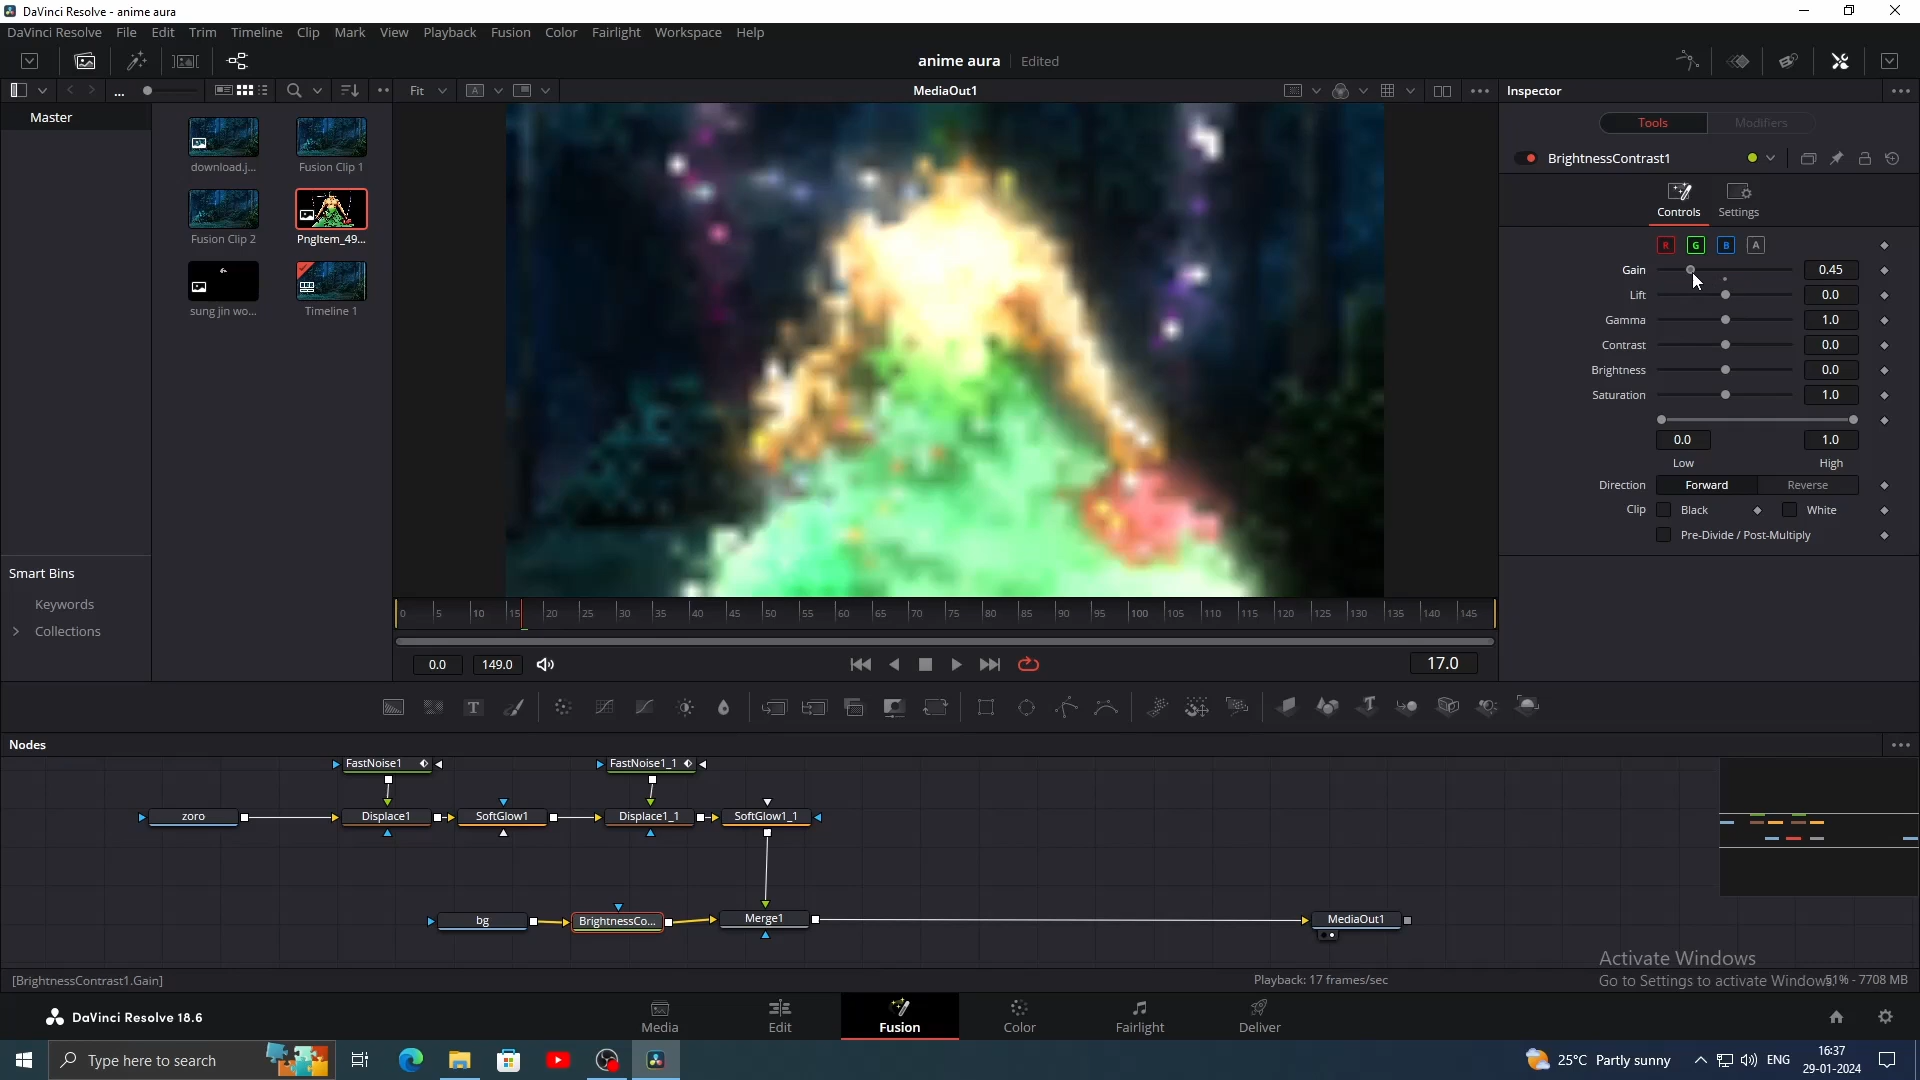 DaVinci Resolve - anime aura
DaVinci Resolve File Edit Trim Timeline Clip Mark View Playback Fusion Color Fairlight Workspace Help
anime aura Edited
... Fit A MediaOut1 Inspector
Master
Tools Modifiers
download.j... Fusion Clip 1
BrightnessContrast1
Controls Settings
Fusion Clip 2 PngItem_49...
R G B A
Gain 0.45
Lift 0.0
sung jin wo... Timeline 1
Gamma 1.0
Contrast 0.0
Brightness 0.0
Saturation 1.0
0.0 1.0
Low High
Direction Forward Reverse
Clip Black White
Pre-Divide / Post-Multiply
Smart Bins
Keywords
Collections
0 5 10 15 20 25 30 35 40 45 50 55 60 65 70 75 80 85 90 95 100 105 110 115 120 125 130 135 140 145
0.0 149.0 17.0
T T
Nodes
FastNoise1 FastNoise1_1
zoro Displace1 SoftGlow1 Displace1_1 SoftGlow1_1
bg BrightnessCo... Merge1 MediaOut1
Activate Windows
[BrightnessContrast1.Gain] Playback: 17 frames/sec Go to Settings to activate Windows. 51% - 7708 MB
DaVinci Resolve 18.6
Media Edit Fusion Color Fairlight Deliver
Type here to search
25°C Partly sunny ENG
16:37
29-01-2024